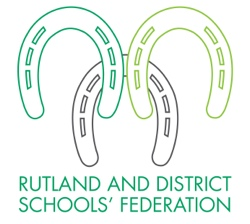 RUTLAND AND DISTRICT
SCHOOLS' FEDERATION